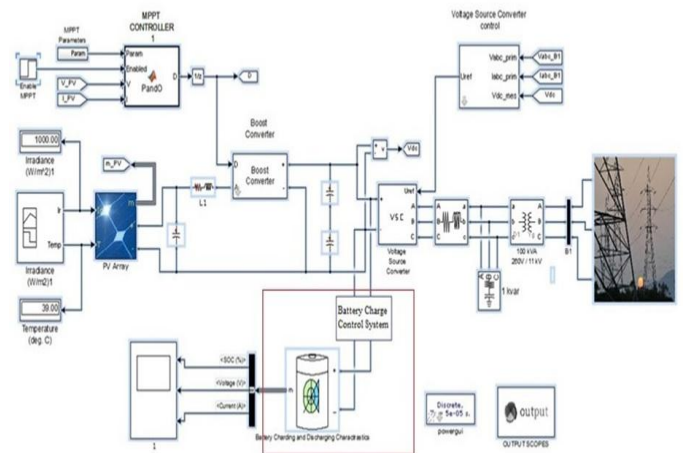 MPPT
CONTROLLER
1
MPPT
Parameters
Param
Param
Enabled
V
PandO
D
1/z
D
Enable
MPPT
V_PV
I_PV
Voltage Source Converter
control
Uref
Vabc_prim
Iabc_prim
Vdc_mes
Vabc_B1
Iabc_B1
Vdc
1000.00
Irradiance
(W/m^2)1
m_PV
Boost
Converter
D
Boost
Converter
+
-
L1
+
v
Vdc
Ir
Temp
Irradiance
(W/m2)1
m
PV Array
Uref
VSC
A
B
C
Voltage
Source
Converter
A
B
C
a
b
c
a
b
c
A
B
C
100 kVA
260V / 11 kV
B1
1 kvar
39.00
Temperature
(deg. C)
Battery Charge
Control System
<SOC (%)>
<Voltage (V)>
<Current (A)>
m
+
-
1
Battery Charding and Discharging Charactrastics
Discrete,
5e-05 s.
powergui
output
OUTPUT SCOPES